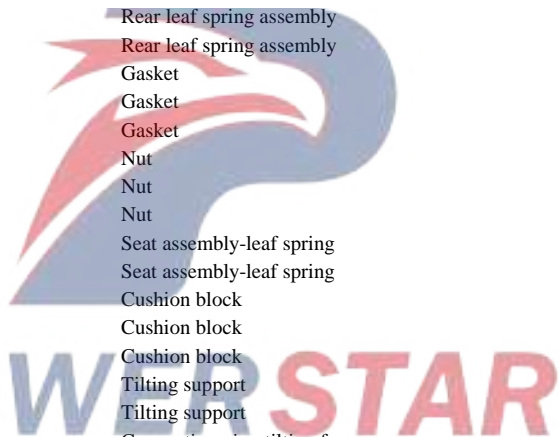 Rear leaf spring assembly
Rear leaf spring assembly
Gasket
Gasket
Gasket
Nut
Nut
Nut
Seat assembly-leaf spring
Seat assembly-leaf spring
Cushion block
Cushion block
Cushion block
Tilting support
Tilting support
WERSTAR